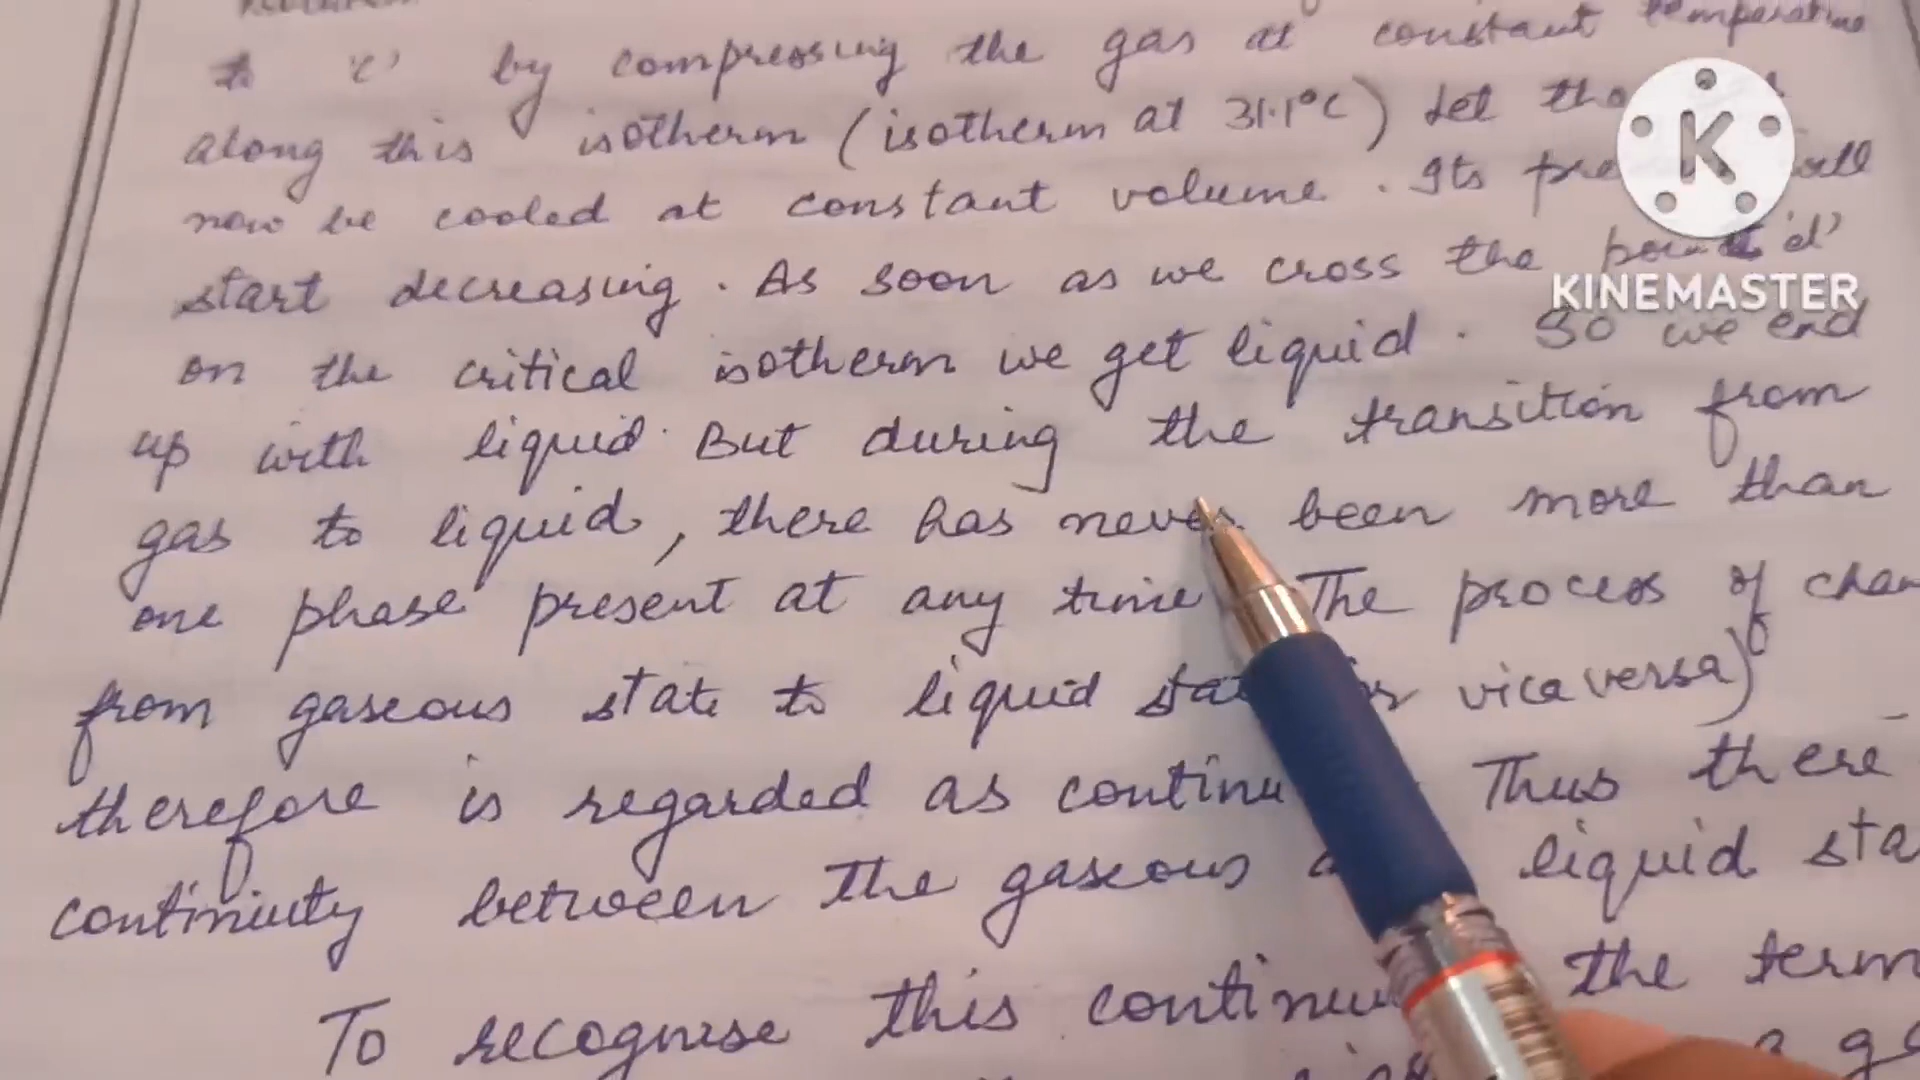 to 'c' by compressing the gas at constant temperature
along this isotherm (isotherm at 31.1°C) Let the
now be cooled at constant volume. Its will
start decreasing. As soon as we cross the point 'd'
on the critical isotherm we get liquid. So we end
up with liquid. But during the transition from
gas to liquid, there has never been more than
one phase present at any time The process of
from gaseous state to liquid vica versa)
therefore is regarded as Thus there
continuity between the gaseous liquid
To recognise this the term
K
KINEMASTER